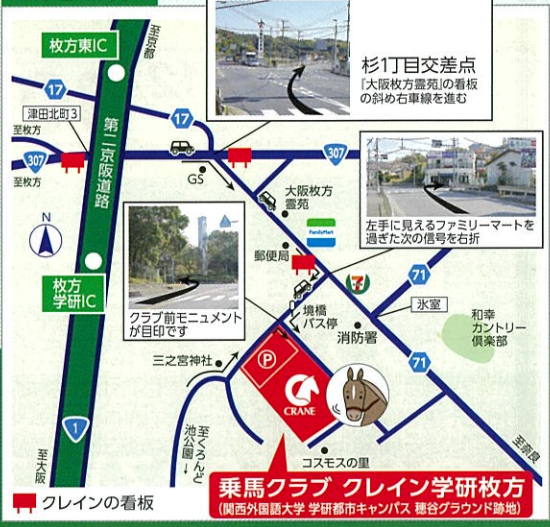 至京都
枚方東IC
杉1丁目交差点
『大阪枚方霊苑』の看板
の斜め右車線を進む
17
津田北町3
17
至枚方
307
307
至枚方
第二京阪道路
GS
大阪枚方
霊苑
FamilyMart
左手に見えるファミリーマートを
過ぎた次の信号を右折
N
郵便局
枚方
学研IC
71
クラブ前モニュメント
が目印です
境橋
バス停
氷室
消防署
和幸
カントリー
倶楽部
三之宮神社
P
71
CRANE
1
至くろんど
池公園→
至大阪
至奈良
コスモスの里
クレインの看板
乗馬クラブ クレイン学研枚方
(関西外国語大学 学研都市キャンパス 穂谷グラウンド跡地)